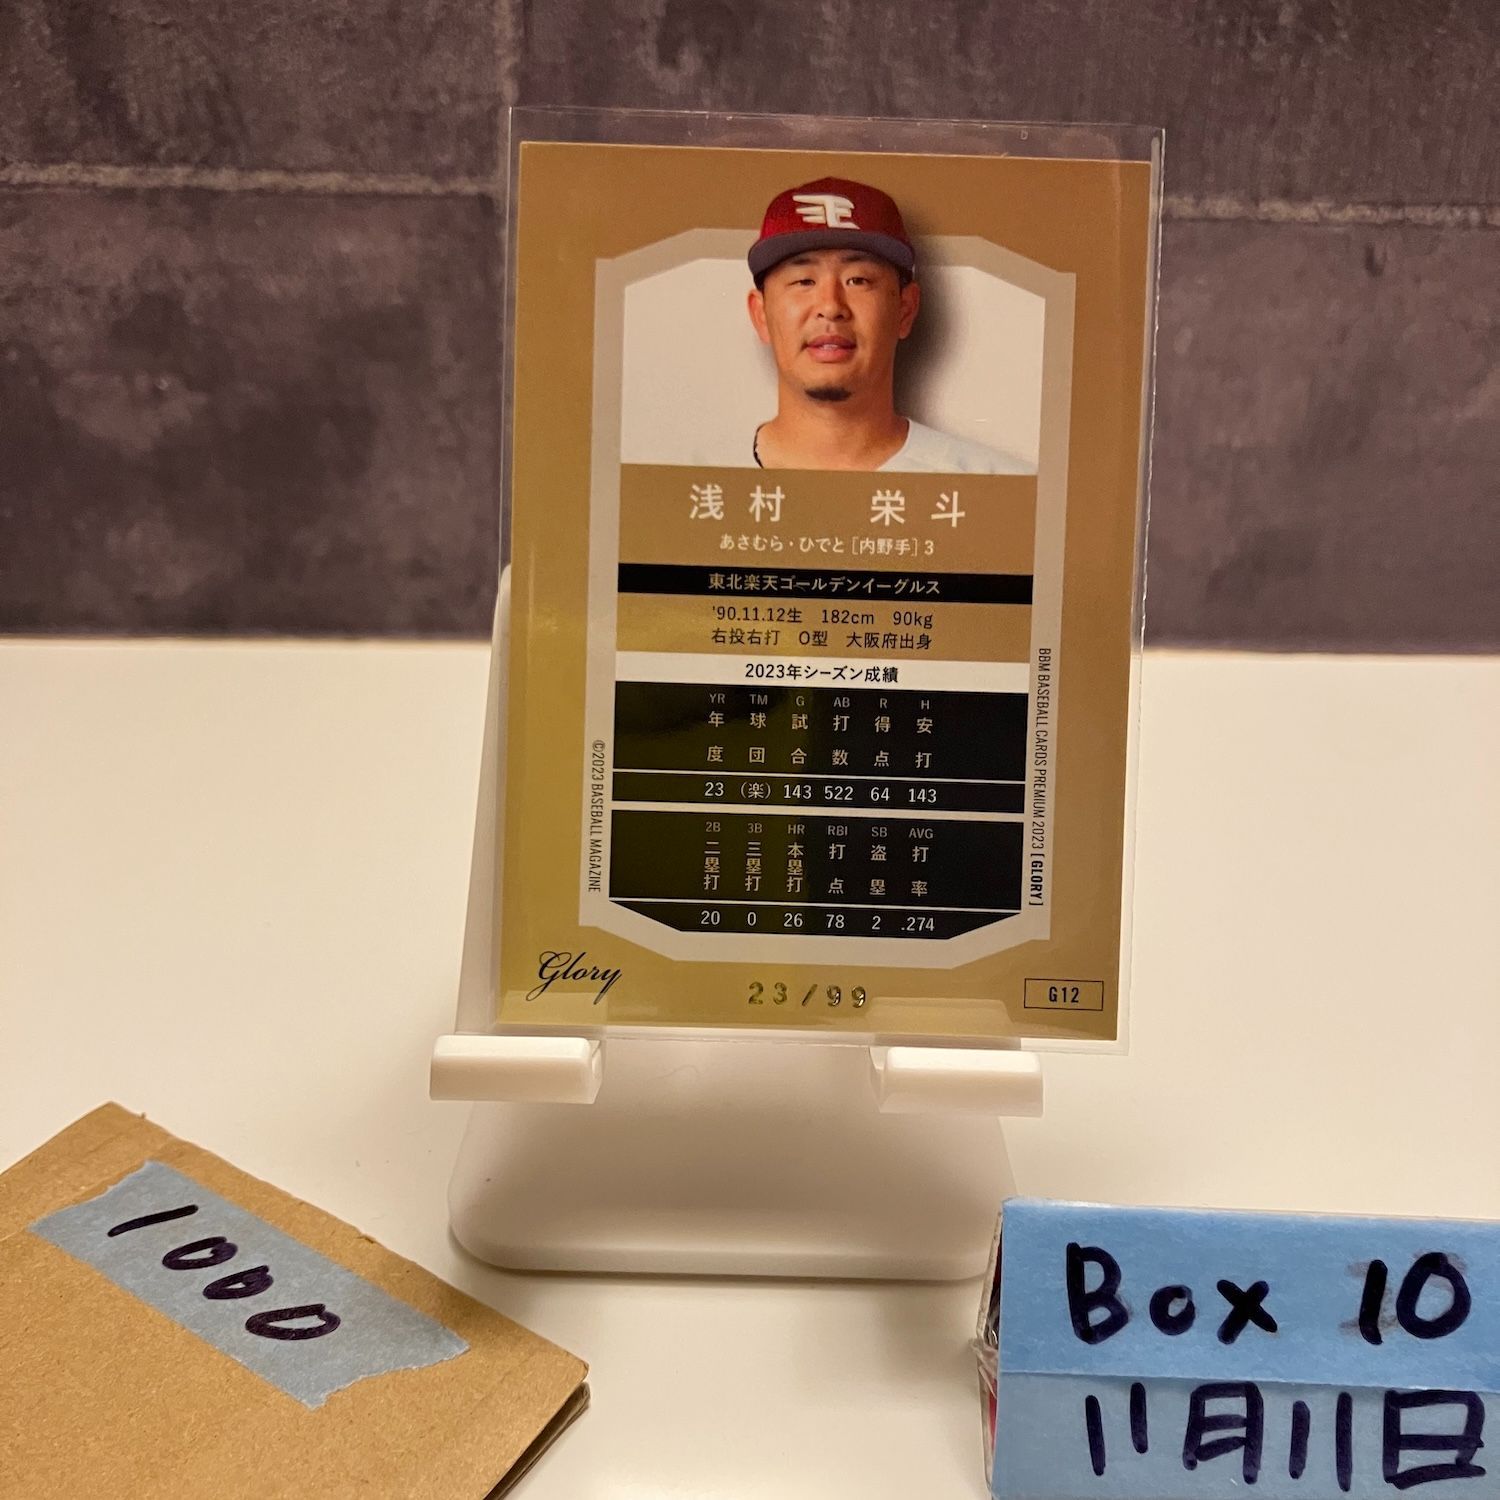 浅村 栄斗
あさむら・ひでと［内野手］3
東北楽天ゴールデンイーグルス
'90.11.12生 182cm 90kg
右投右打 O型 大阪府出身
2023年シーズン成績
YR TM G AB R H
年度 球団 試合 打数 得点 安打
23 (楽) 143 522 64 143
2B 3B HR RBI SB AVG
二塁打 三塁打 本塁打 打点 盗塁 打率
20 0 26 78 2 .274
©2023 BASEBALL MAGAZINE
BBM BASEBALL CARDS PREMIUM 2023 [GLORY]
Glory
23/99
G12
1000
Box 10
11月11日